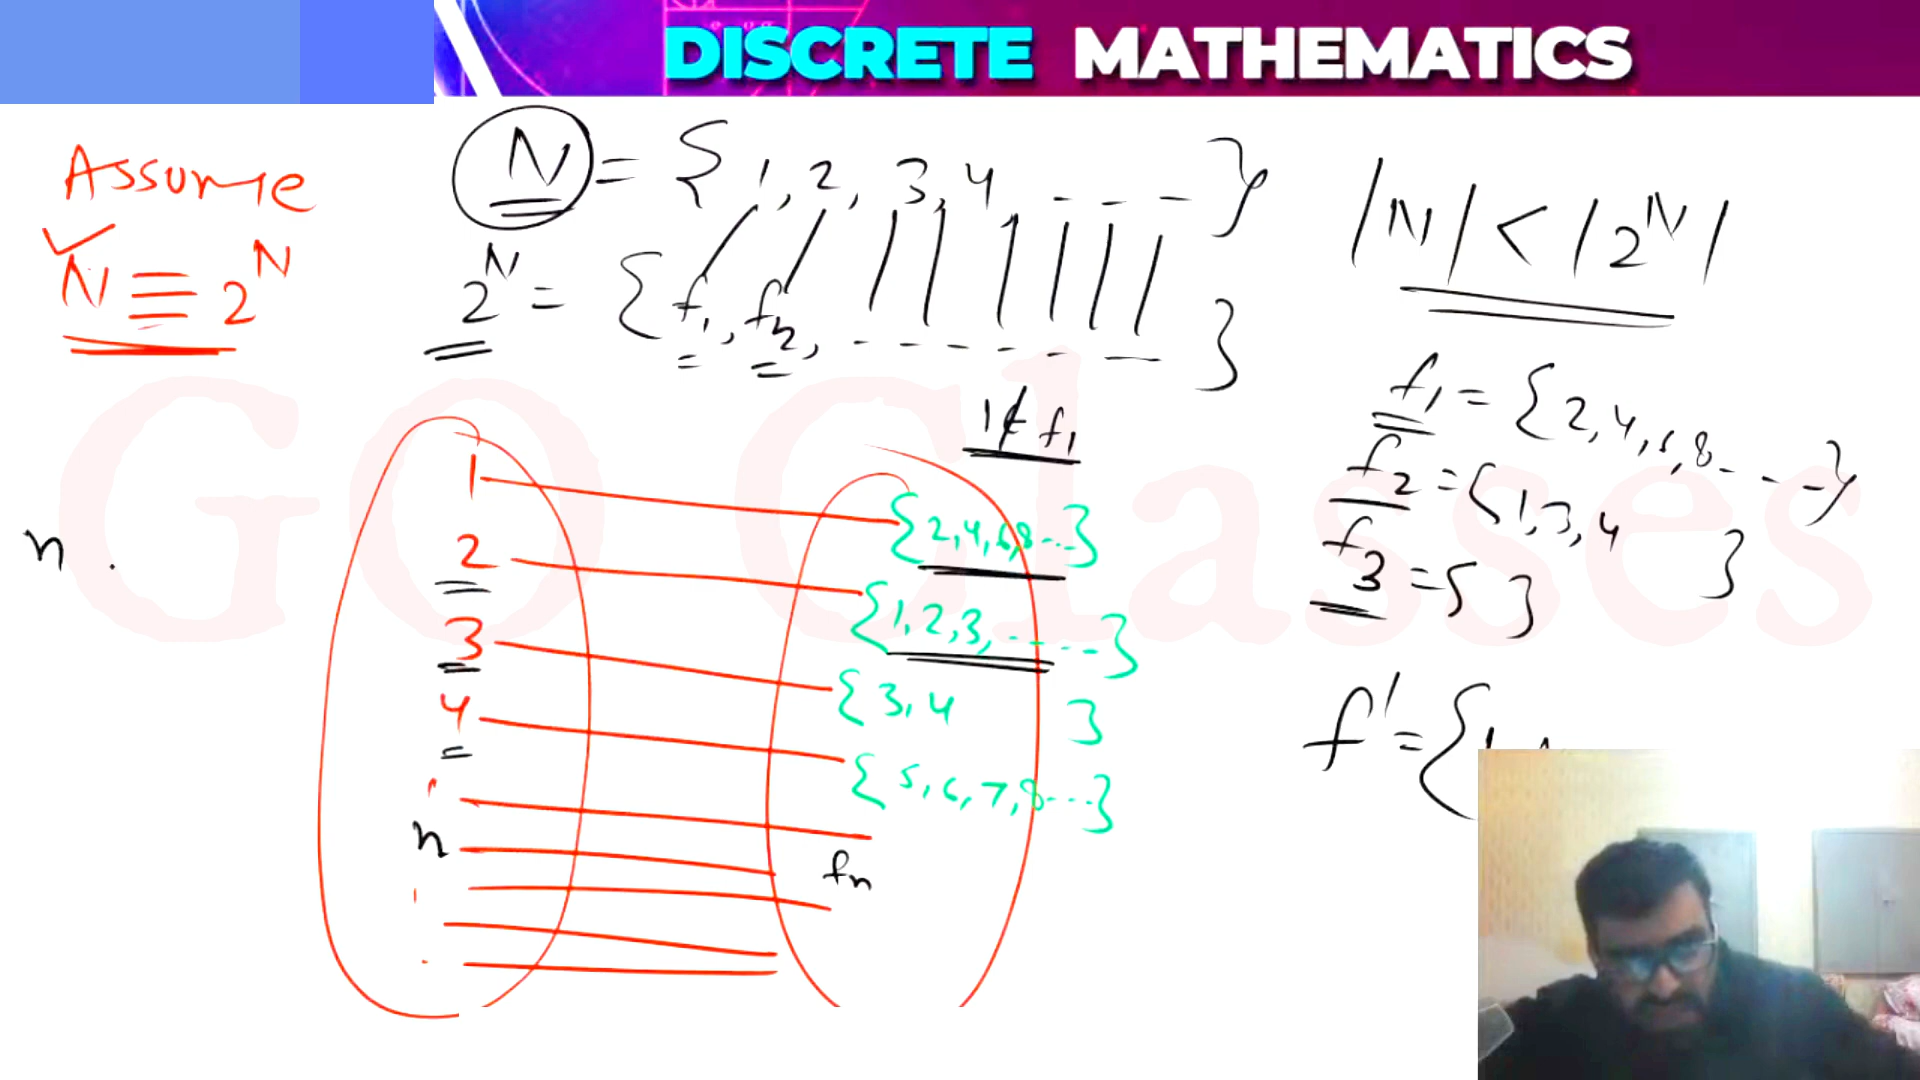 DISCRETE MATHEMATICS
Assume
N ≡ 2^N
N = {1, 2, 3, 4 - - - - }
2^N = {f1, f2, - - - - - - - }
|N| < |2^N|
1 ∉ f1
f1 = {2, 4, 6, 8 - - - }
f2 = {1, 3, 4 }
f3 = { }
f' = {1, 4
n .
1 {2, 4, 6, 8 - - - }
2 {1, 2, 3, - - - - }
3 {3, 4 }
4 {5, 6, 7, 8 - - - }
n fn
GO Classes